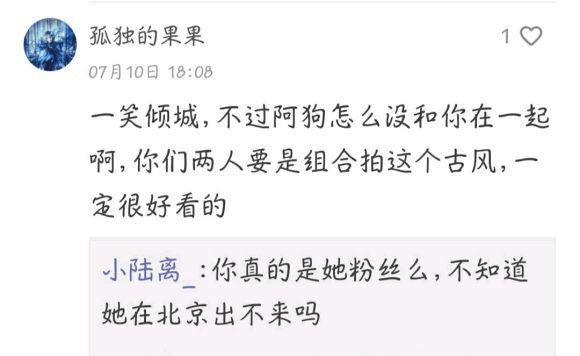 孤独的果果
1
07月10日 18:08
一笑倾城,不过阿狗怎么没和你在一起
啊,你们两人要是组合拍这个古风,一
定很好看的
小陆离_:你真的是她粉丝么,不知道
她在北京出不来吗